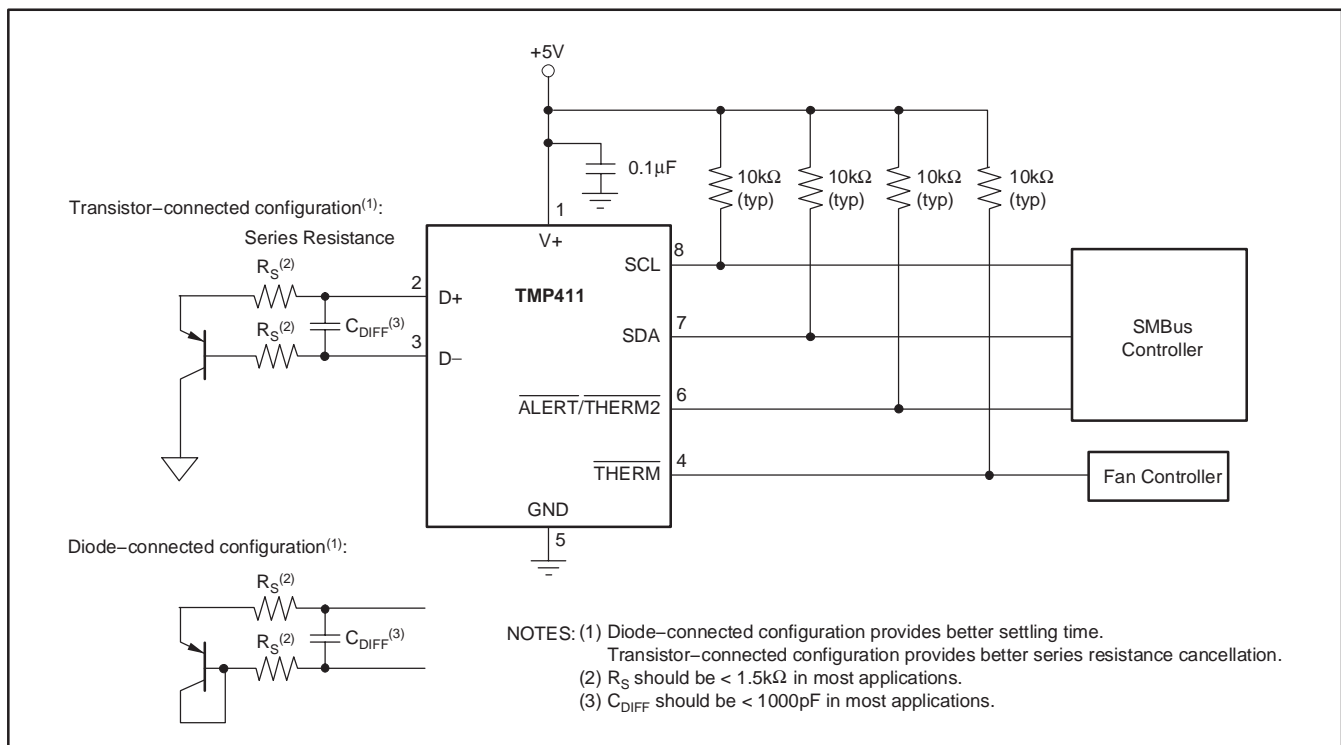 +5V
0.1μF
10kΩ
(typ)
10kΩ
(typ)
10kΩ
(typ)
10kΩ
(typ)
Transistor−connected configuration(1):
Series Resistance
RS(2)
RS(2)
CDIFF(3)
1
V+
2
D+
3
D−
TMP411
SCL
8
SDA
7
ALERT/THERM2
6
THERM
4
GND
5
SMBus
Controller
Fan Controller
Diode−connected configuration(1):
RS(2)
RS(2)
CDIFF(3)
NOTES: (1) Diode−connected configuration provides better settling time.
Transistor−connected configuration provides better series resistance cancellation.
(2) RS should be < 1.5kΩ in most applications.
(3) CDIFF should be < 1000pF in most applications.